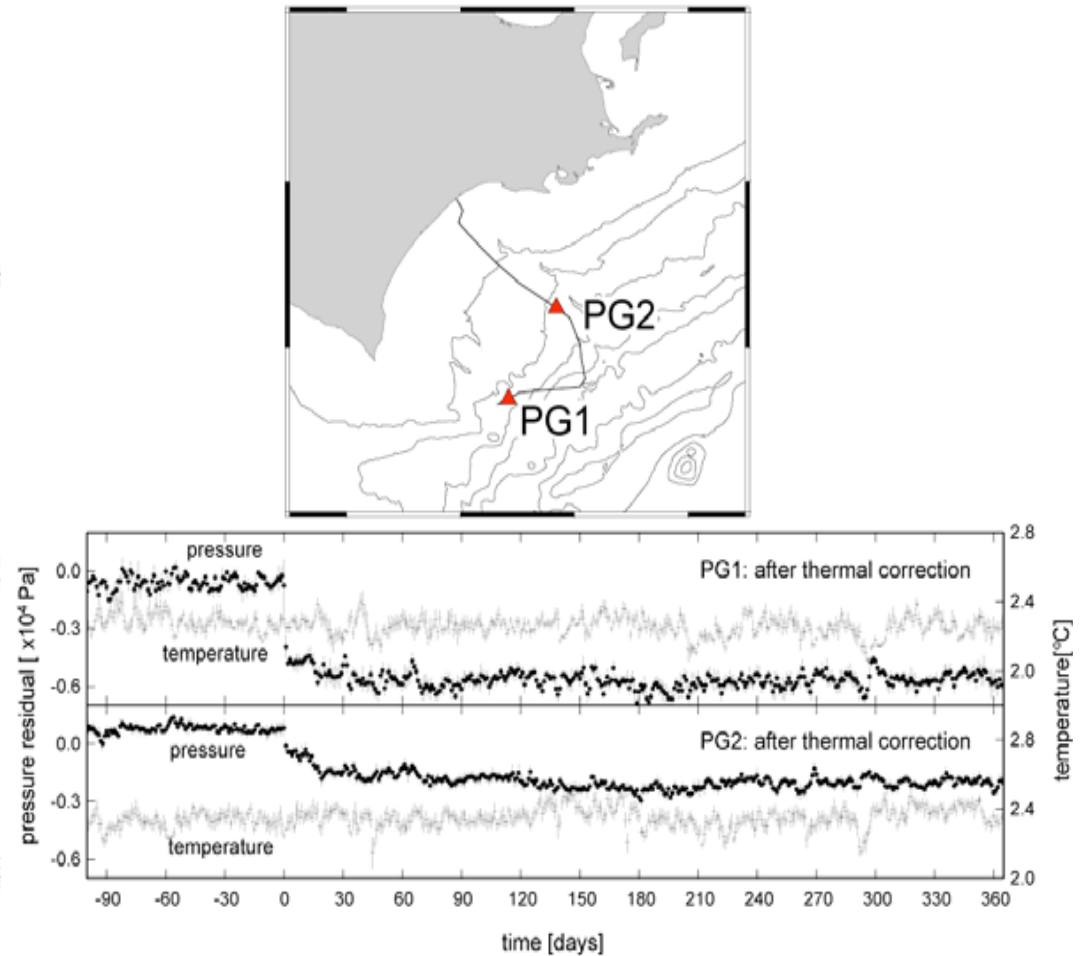 PG2
PG1
pressure
PG1: after thermal correction
temperature
0.0
-0.3
-0.6
2.8
2.4
2.0
pressure
PG2: after thermal correction
temperature
0.0
-0.3
-0.6
2.8
2.4
2.0
pressure residual [ x10⁴ Pa]
temperature[°C]
-90 -60 -30 0 30 60 90 120 150 180 210 240 270 300 330 360
time [days]